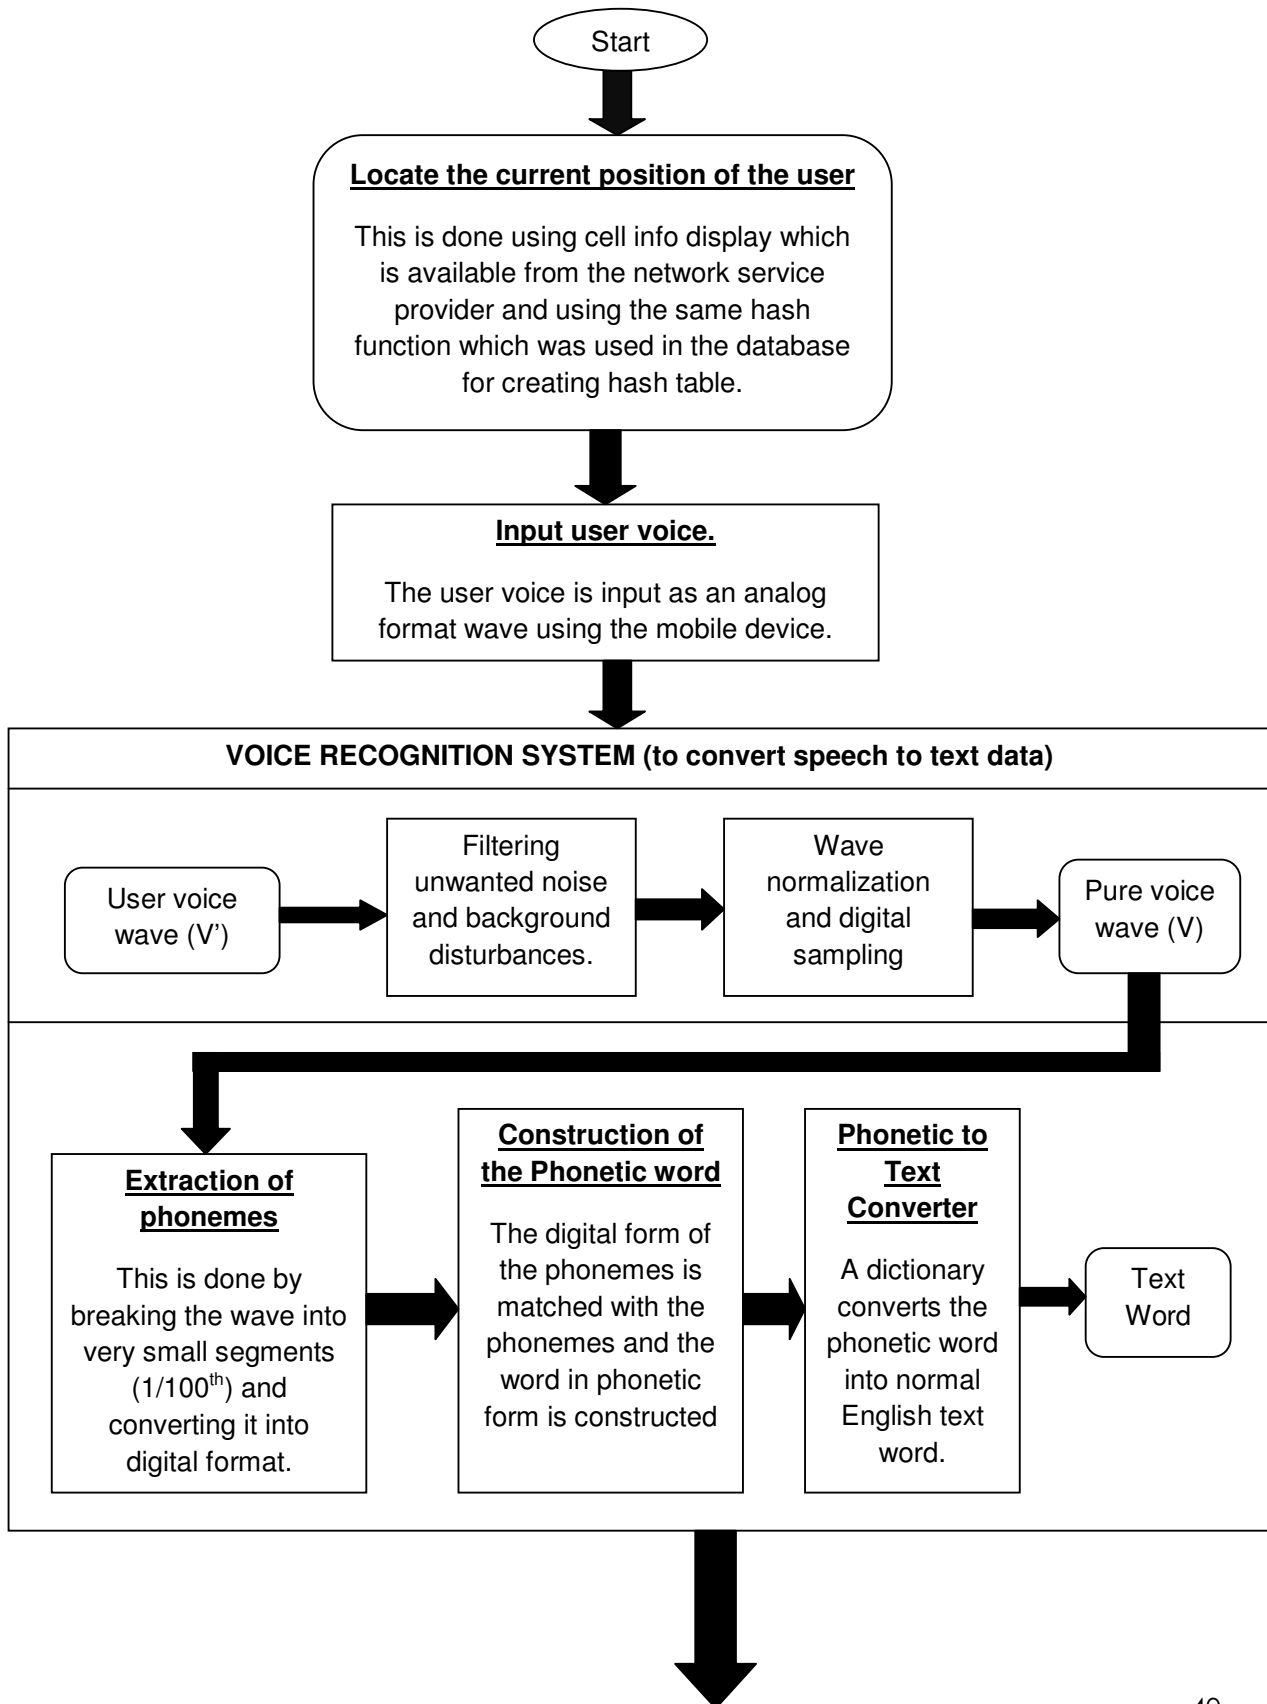 Start
Locate the current position of the user
This is done using cell info display which
is available from the network service
provider and using the same hash
function which was used in the database
for creating hash table.
Input user voice.
The user voice is input as an analog
format wave using the mobile device.
VOICE RECOGNITION SYSTEM (to convert speech to text data)
User voice
wave (V’)
Filtering
unwanted noise
and background
disturbances.
Wave
normalization
and digital
sampling
Pure voice
wave (V)
Extraction of
phonemes
This is done by
breaking the wave into
very small segments
(1/100th) and
converting it into
digital format.
Construction of
the Phonetic word
The digital form of
the phonemes is
matched with the
phonemes and the
word in phonetic
form is constructed
Phonetic to
Text
Converter
A dictionary
converts the
phonetic word
into normal
English text
word.
Text
Word